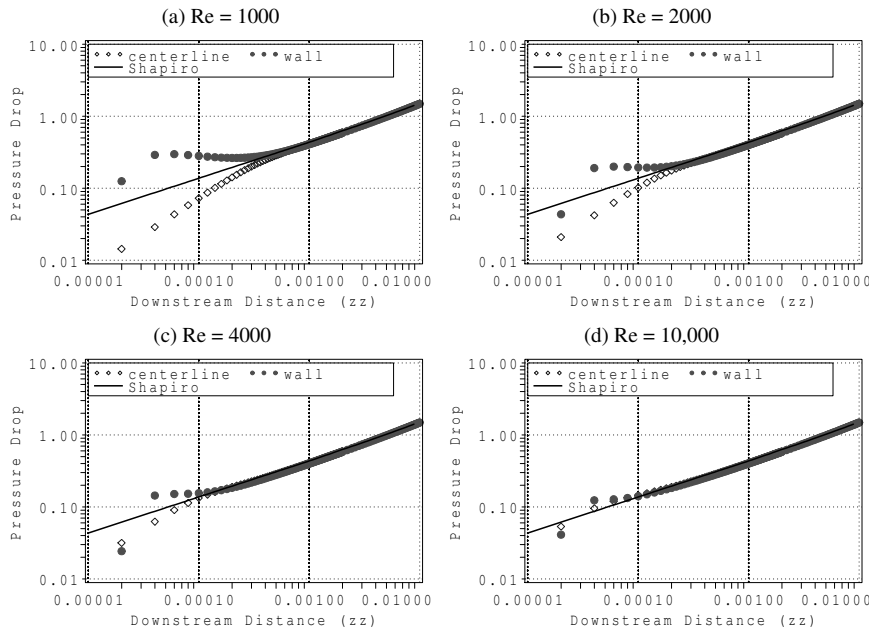 (a) Re = 1000
10.00
centerline
wall
Shapiro
1.00
0.10
0.01
Pressure Drop
0.00001 0.00010 0.00100 0.01000
Downstream Distance (zz)
(b) Re = 2000
10.00
centerline
wall
Shapiro
1.00
0.10
0.01
Pressure Drop
0.00001 0.00010 0.00100 0.01000
Downstream Distance (zz)
(c) Re = 4000
10.00
centerline
wall
Shapiro
1.00
0.10
0.01
Pressure Drop
0.00001 0.00010 0.00100 0.01000
Downstream Distance (zz)
(d) Re = 10,000
10.00
centerline
wall
Shapiro
1.00
0.10
0.01
Pressure Drop
0.00001 0.00010 0.00100 0.01000
Downstream Distance (zz)